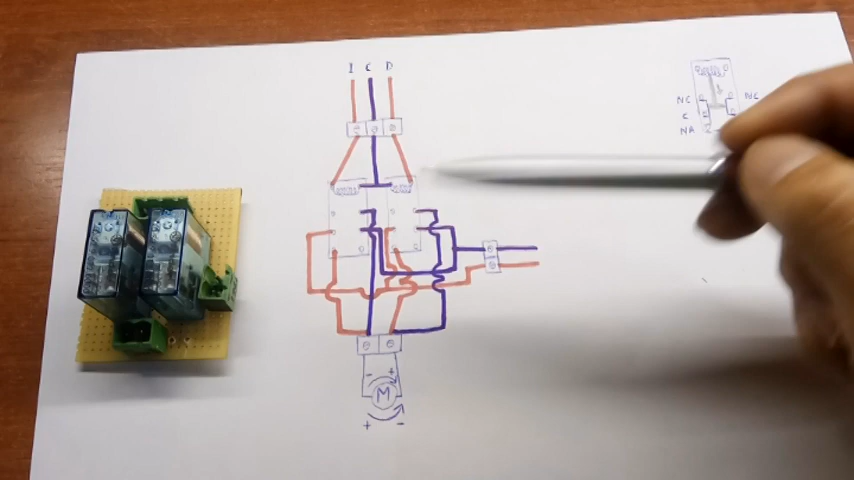 I C D
NC NC
C
NA
- +
M
+ -